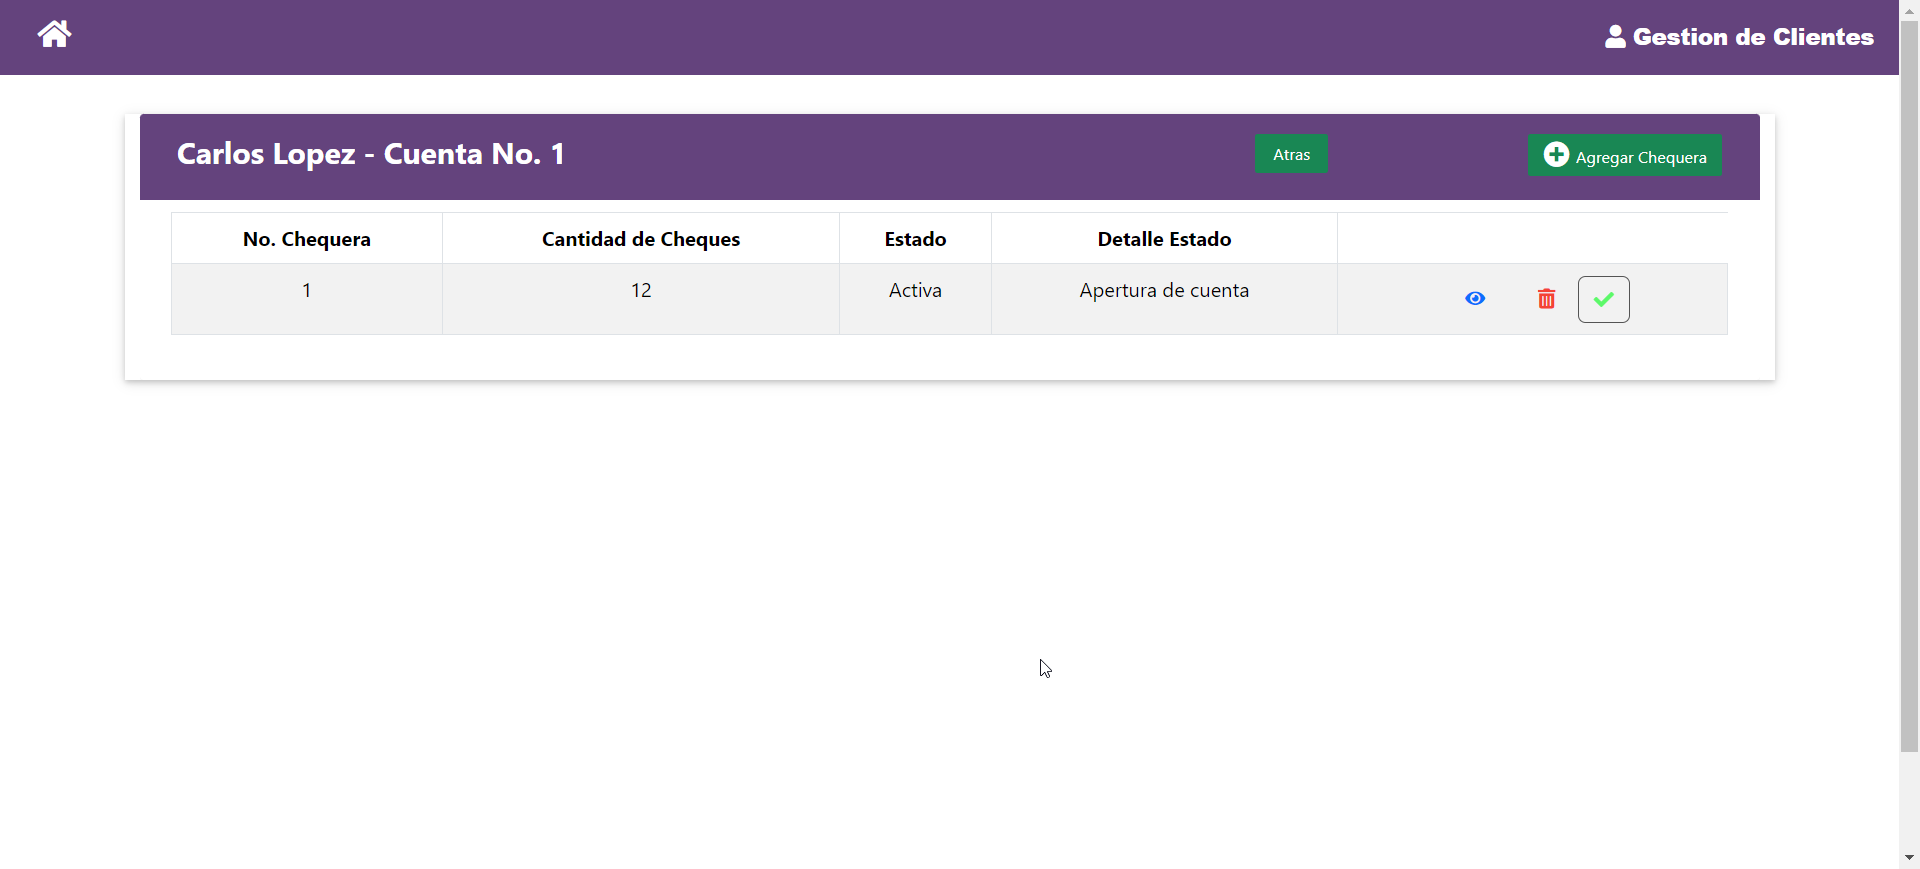 Gestion de Clientes
Carlos Lopez - Cuenta No. 1
Atras
Agregar Chequera
No. Chequera Cantidad de Cheques Estado Detalle Estado
1 12 Activa Apertura de cuenta